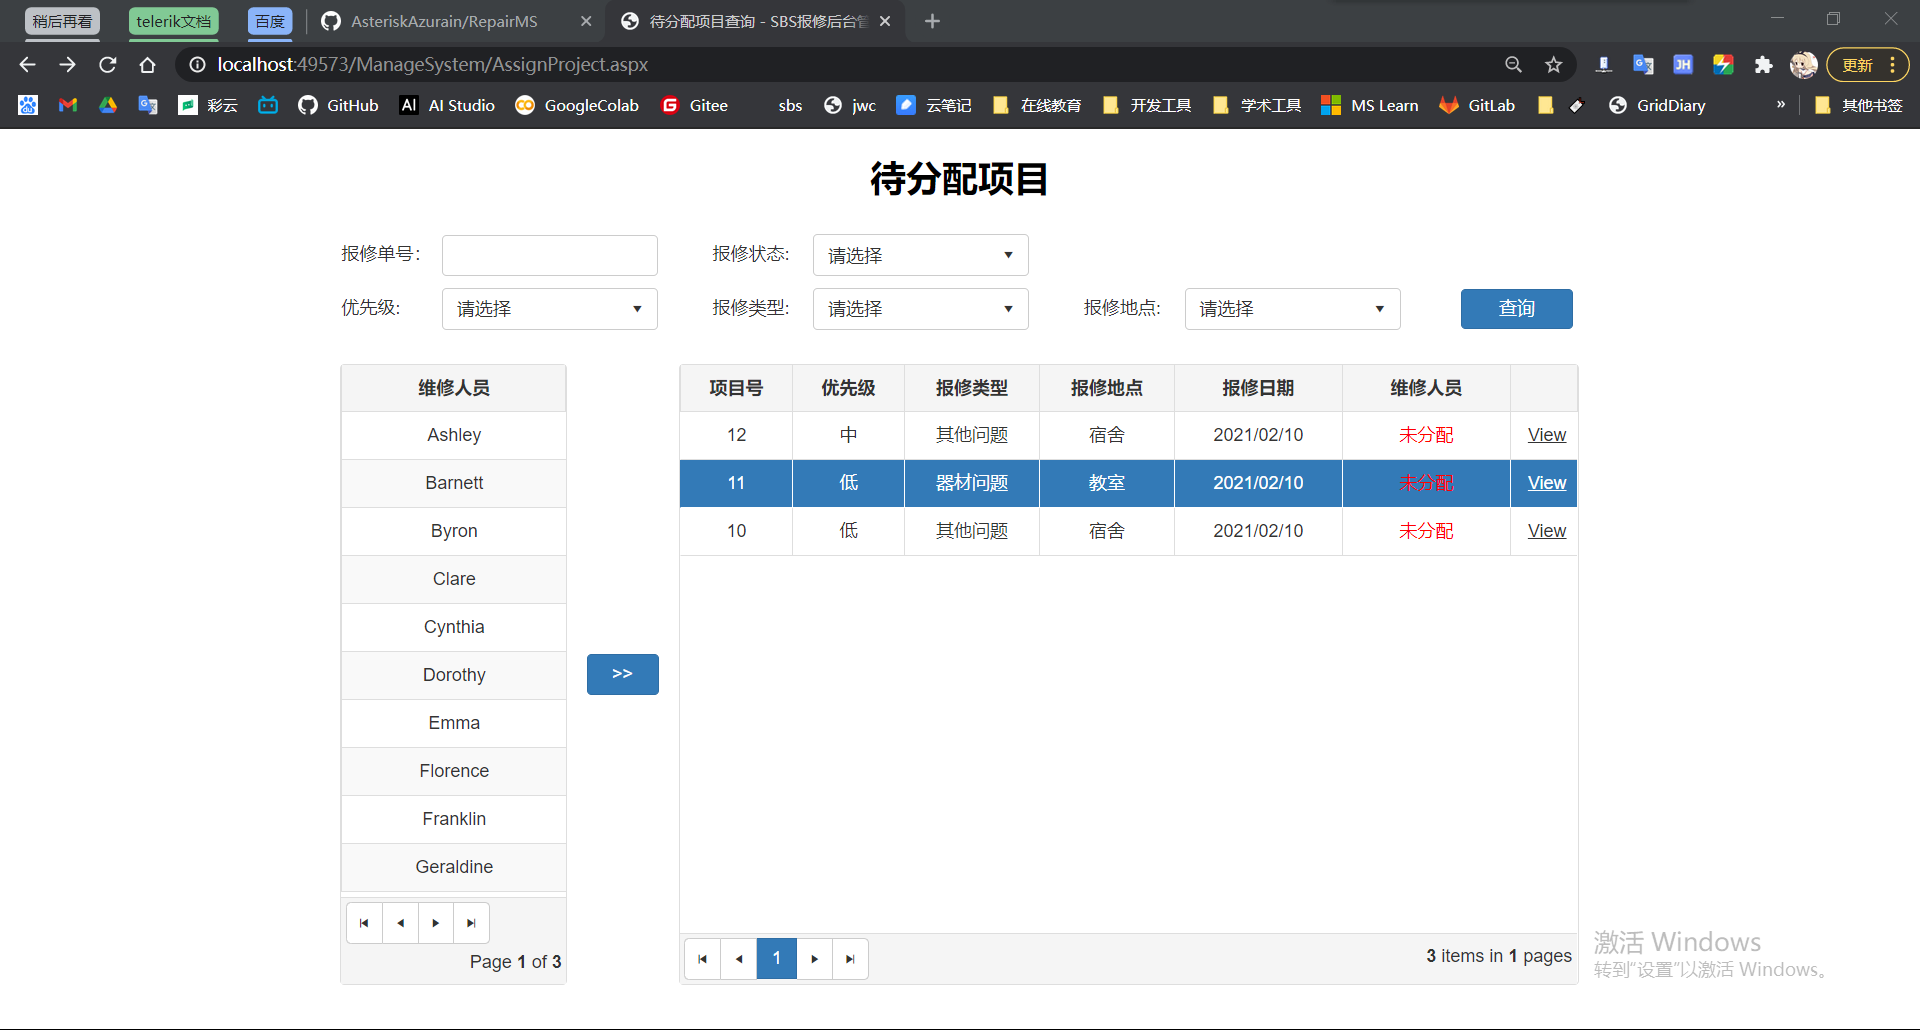 稍后再看 telerik文档 百度 AsteriskAzurain/RepairMS 待分配项目查询 - SBS报修后台管
localhost:49573/ManageSystem/AssignProject.aspx 更新
彩云 GitHub AI Studio GoogleColab Gitee sbs jwc 云笔记 在线教育 开发工具 学术工具 MS Learn GitLab GridDiary » 其他书签
待分配项目
报修单号: 报修状态: 请选择
优先级: 请选择 报修类型: 请选择 报修地点: 请选择 查询
维修人员
Ashley
Barnett
Byron
Clare
Cynthia
Dorothy
Emma
Florence
Franklin
Geraldine
Page 1 of 3
>>
项目号 优先级 报修类型 报修地点 报修日期 维修人员
12 中 其他问题 宿舍 2021/02/10 未分配 View
11 低 器材问题 教室 2021/02/10 未分配 View
10 低 其他问题 宿舍 2021/02/10 未分配 View
1 3 items in 1 pages
激活 Windows
转到“设置”以激活 Windows。